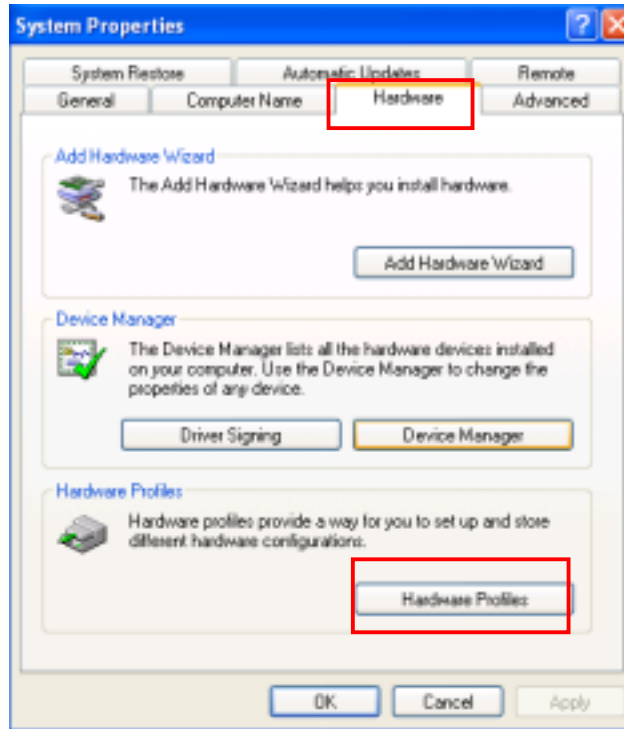 System Properties
System Restore Automatic Updates Remote
General Computer Name Hardware Advanced
Add Hardware Wizard
The Add Hardware Wizard helps you install hardware.
Add Hardware Wizard
Device Manager
The Device Manager lists all the hardware devices installed
on your computer. Use the Device Manager to change the
properties of any device.
Driver Signing Device Manager
Hardware Profiles
Hardware profiles provide a way for you to set up and store
different hardware configurations.
Hardware Profiles
OK Cancel Apply